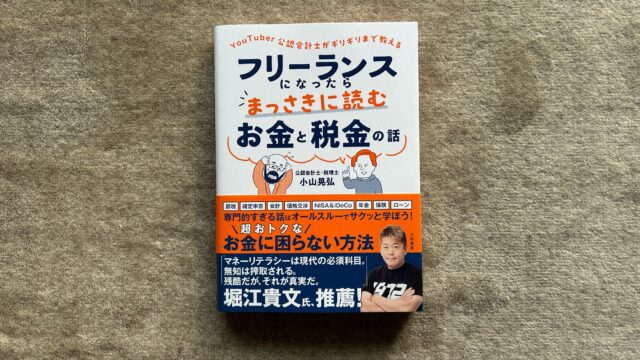 YouTuber 公認会計士がギリギリまで教える
フリーランス
になったら
まっさきに読む
お金と税金の話
公認会計士・税理士
小山晃弘
節税 確定申告 会計 価格交渉 NISA&iDeCo 年金 保険 ローン
専門的すぎる話はオールスルーでサクッと学ぼう!
超おトクな
お金に困らない方法
マネーリテラシーは現代の必須科目。
無知は搾取される。
残酷だが、それが真実だ。
堀江貴文氏、推薦!